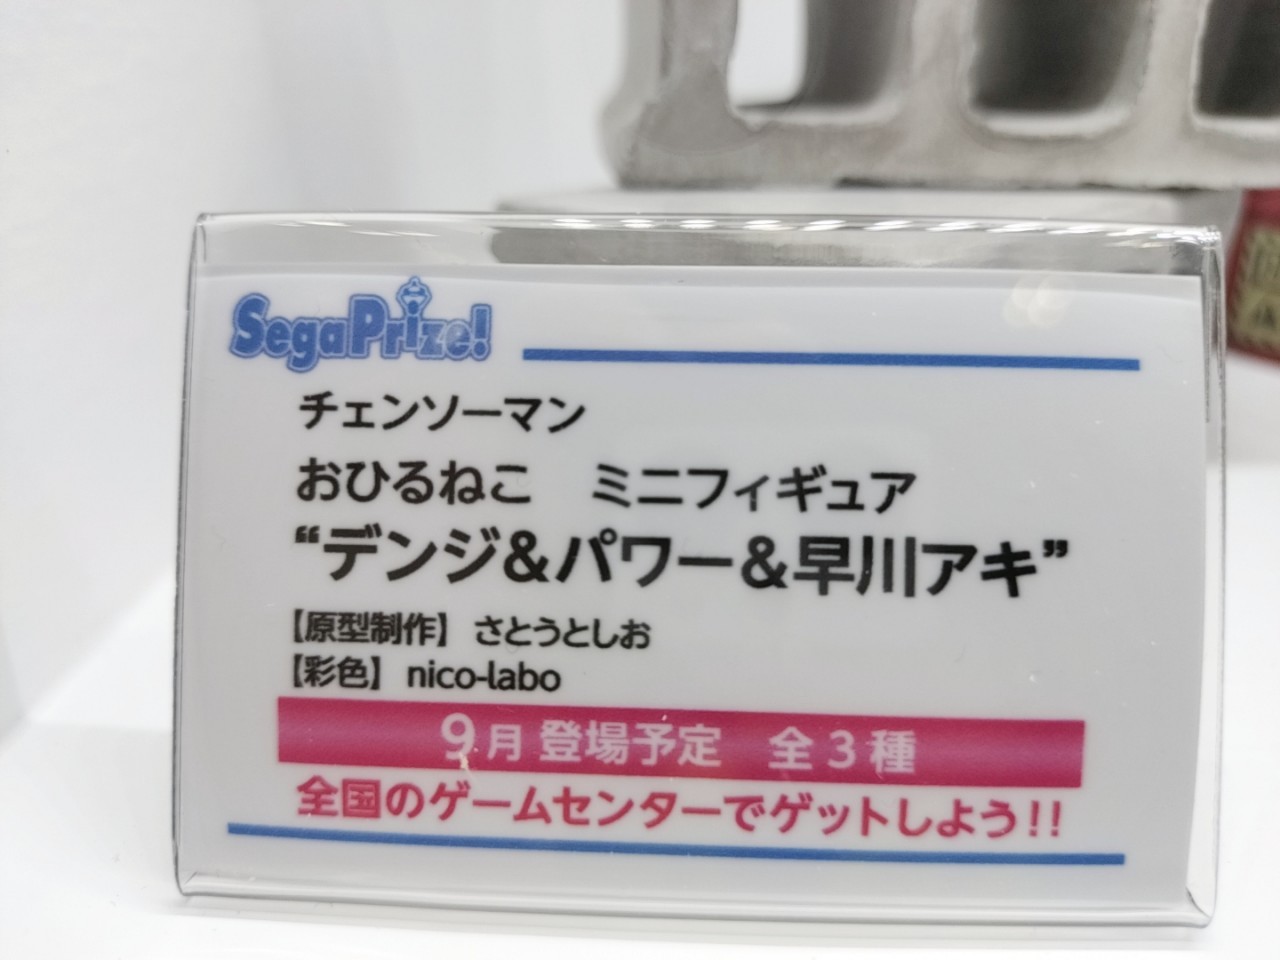 SegaPrize!
チェンソーマン
おひるねこ　ミニフィギュア
“デンジ&パワー&早川アキ”
【原型制作】さとうとしお
【彩色】nico-labo
9月 登場予定　全3種
全国のゲームセンターでゲットしよう!!